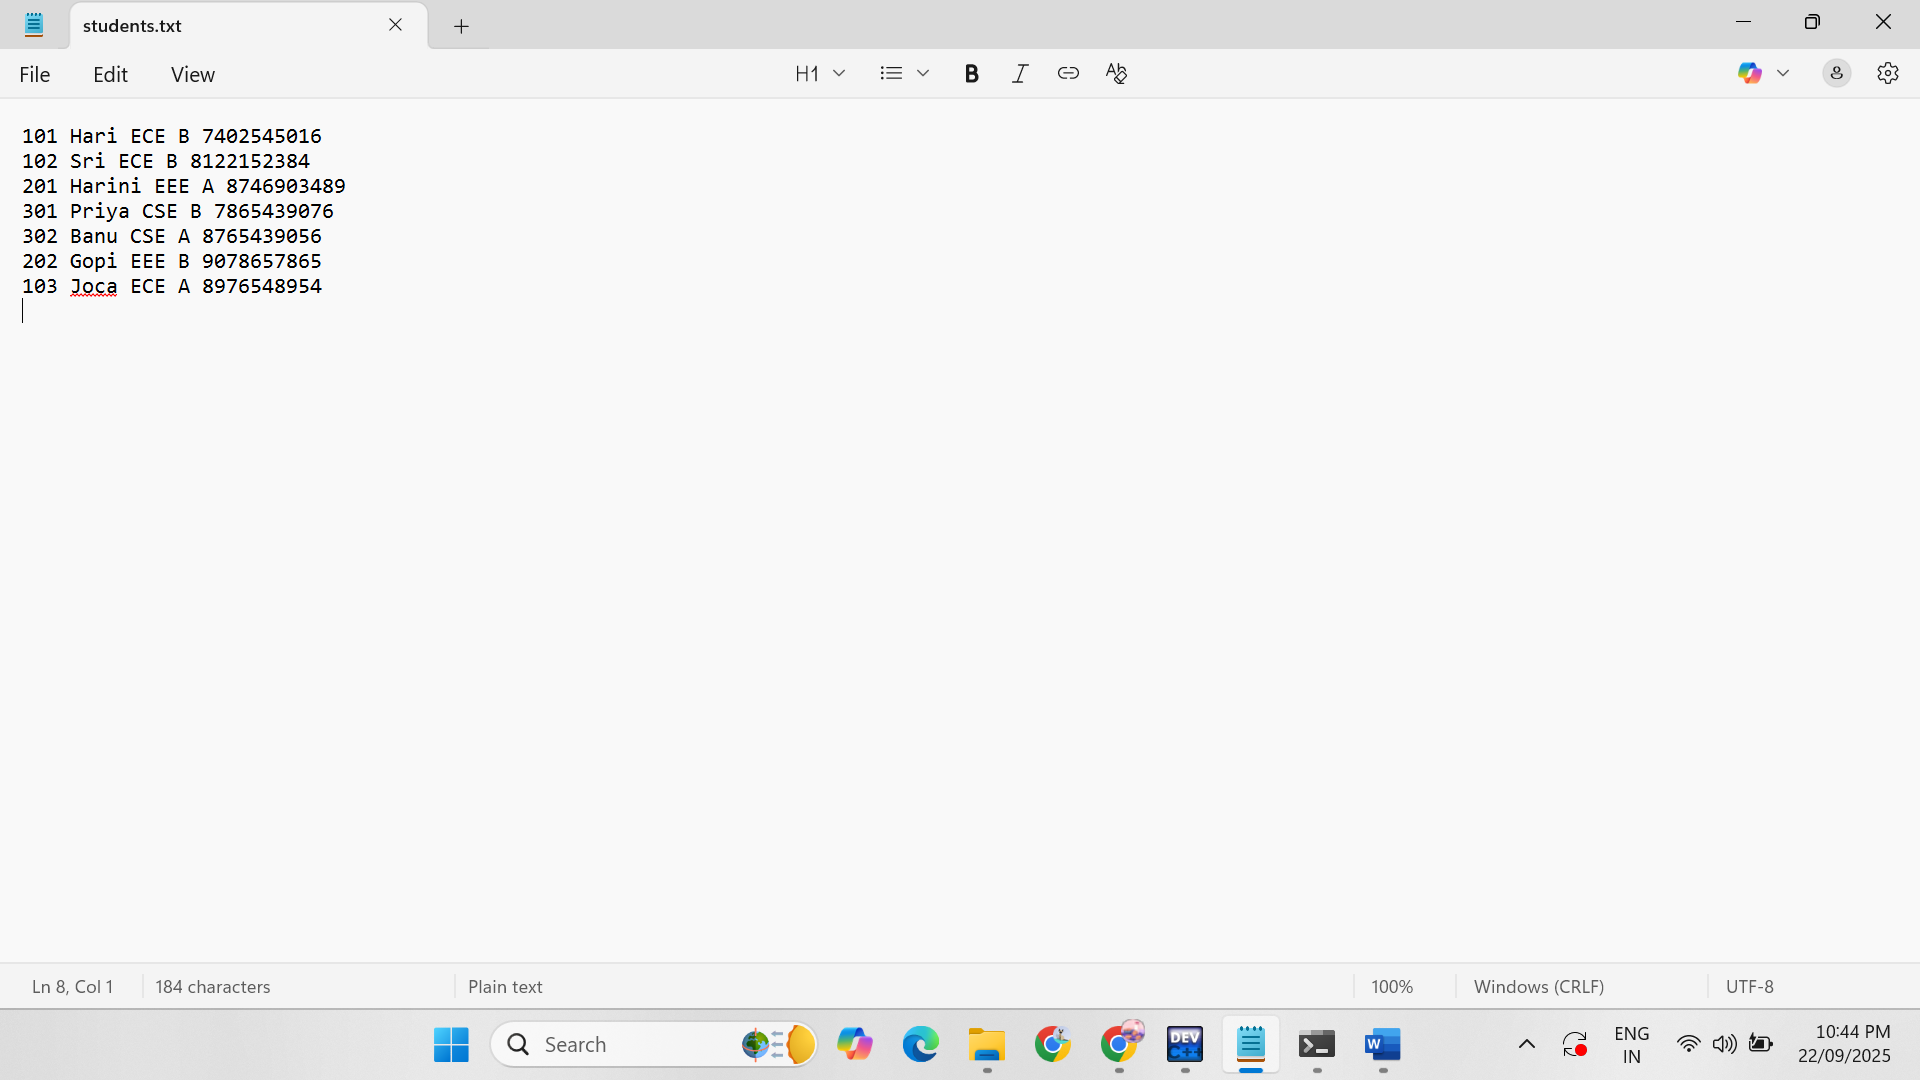 students.txt
File Edit View H1 B I
101 Hari ECE B 7402545016
102 Sri ECE B 8122152384
201 Harini EEE A 8746903489
301 Priya CSE B 7865439076
302 Banu CSE A 8765439056
202 Gopi EEE B 9078657865
103 Joca ECE A 8976548954
Ln 8, Col 1 184 characters Plain text 100% Windows (CRLF) UTF-8
Search DEV C++ W ENG IN 10:44 PM
22/09/2025